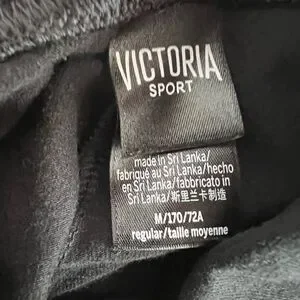 VICTORIA
SPORT
made in Sri Lanka/
fabriqué au Sri Lanka/hecho
en Sri Lanka/fabbricato in
Sri Lanka/斯里兰卡制造
M/170/72A
regular/taille moyenne